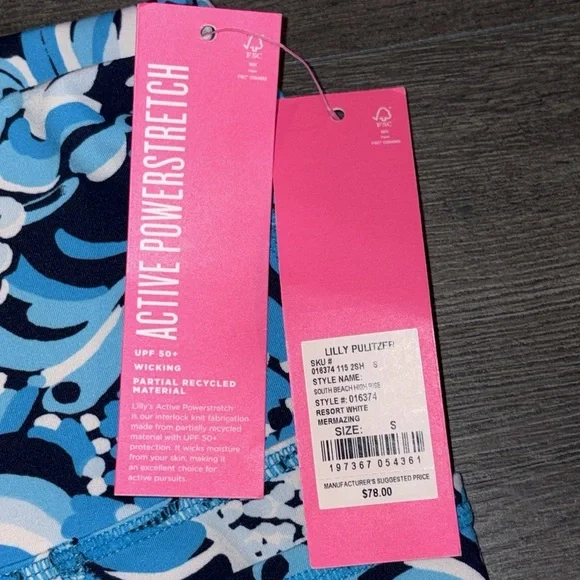 ACTIVE POWERSTRETCH
FSC
MIX
UPF 50+
WICKING
PARTIAL RECYCLED
MATERIAL
Lilly's Active Powerstretch
is our interlock knit fabrication,
made from partially recycled
material with UPF 50+
protection. It wicks moisture
from your skin, making it
an excellent choice for
active pursuits.
FSC
MIX
LILLY PULITZER
SKU #
016374 115 2SH S
STYLE NAME:
SOUTH BEACH HIGH RISE
STYLE #: 016374
RESORT WHITE
MERMAZING
SIZE: S
197367 054361
MANUFACTURER'S SUGGESTED PRICE
$78.00